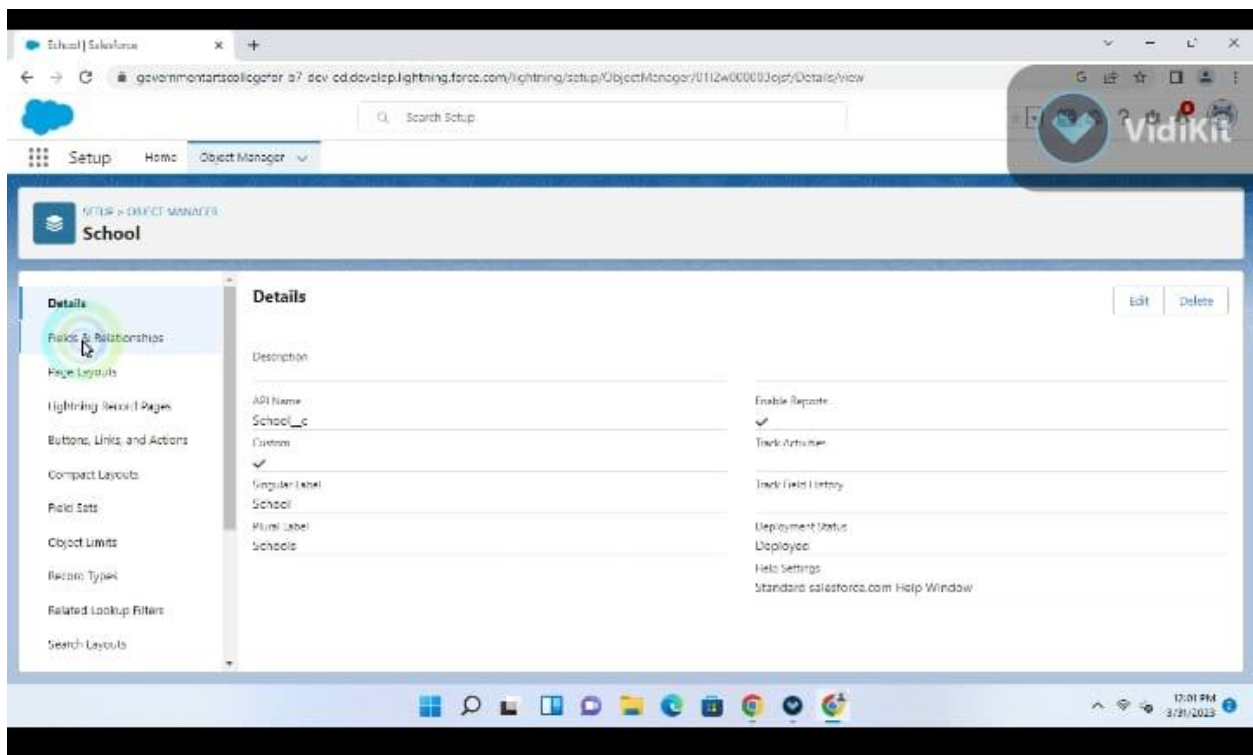 School | Salesforce
Search Setup
VidiKit
Setup Home Object Manager
SETUP > OBJECT MANAGER
School
Details
Fields & Relationships
Page Layouts
Lightning Record Pages
Buttons, Links, and Actions
Compact Layouts
Field Sets
Object Limits
Record Types
Related Lookup Filters
Search Layouts
Details
Edit Delete
Description
API Name
School__c
Custom
Singular Label
School
Plural Label
Schools
Enable Reports
Track Activities
Track Field History
Deployment Status
Deployed
Help Settings
Standard salesforce.com Help Window
12:01 PM
3/31/2023